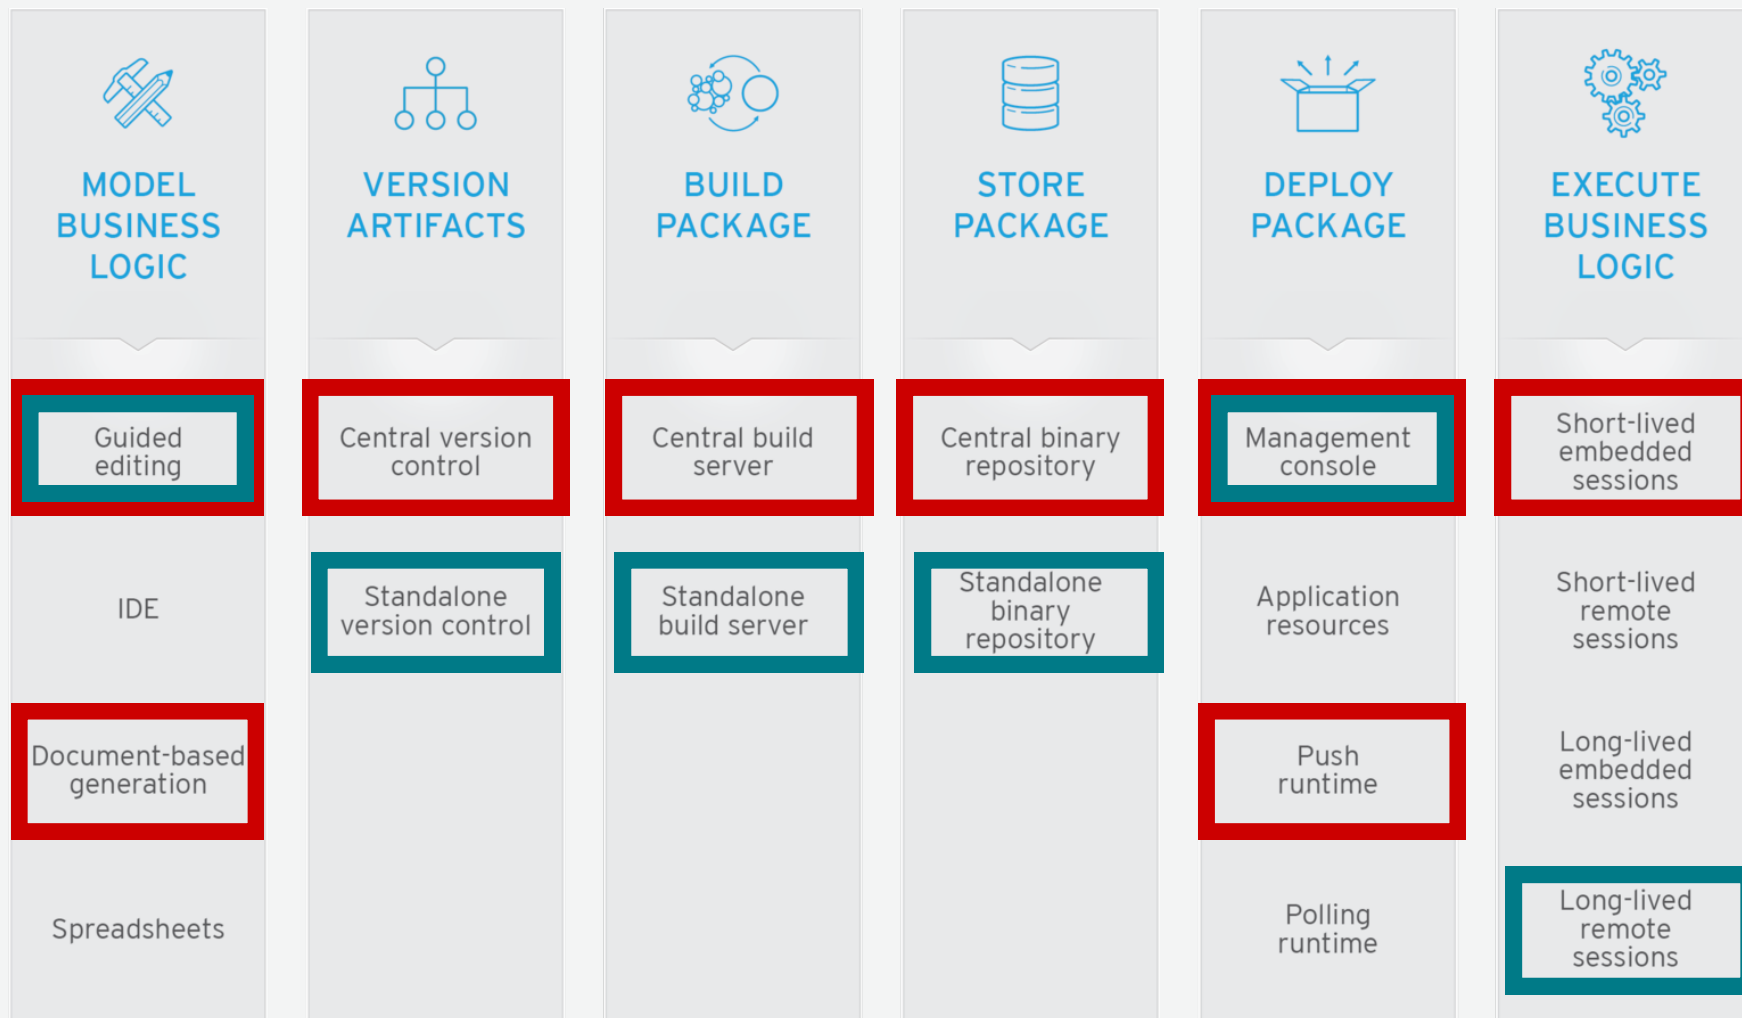 MODEL
BUSINESS
LOGIC
VERSION
ARTIFACTS
BUILD
PACKAGE
STORE
PACKAGE
DEPLOY
PACKAGE
EXECUTE
BUSINESS
LOGIC
Guided
editing
Central version
control
Central build
server
Central binary
repository
Management
console
Short-lived
embedded
sessions
IDE
Standalone
version control
Standalone
build server
Standalone
binary
repository
Application
resources
Short-lived
remote
sessions
Document-based
generation
Push
runtime
Long-lived
embedded
sessions
Spreadsheets
Polling
runtime
Long-lived
remote
sessions